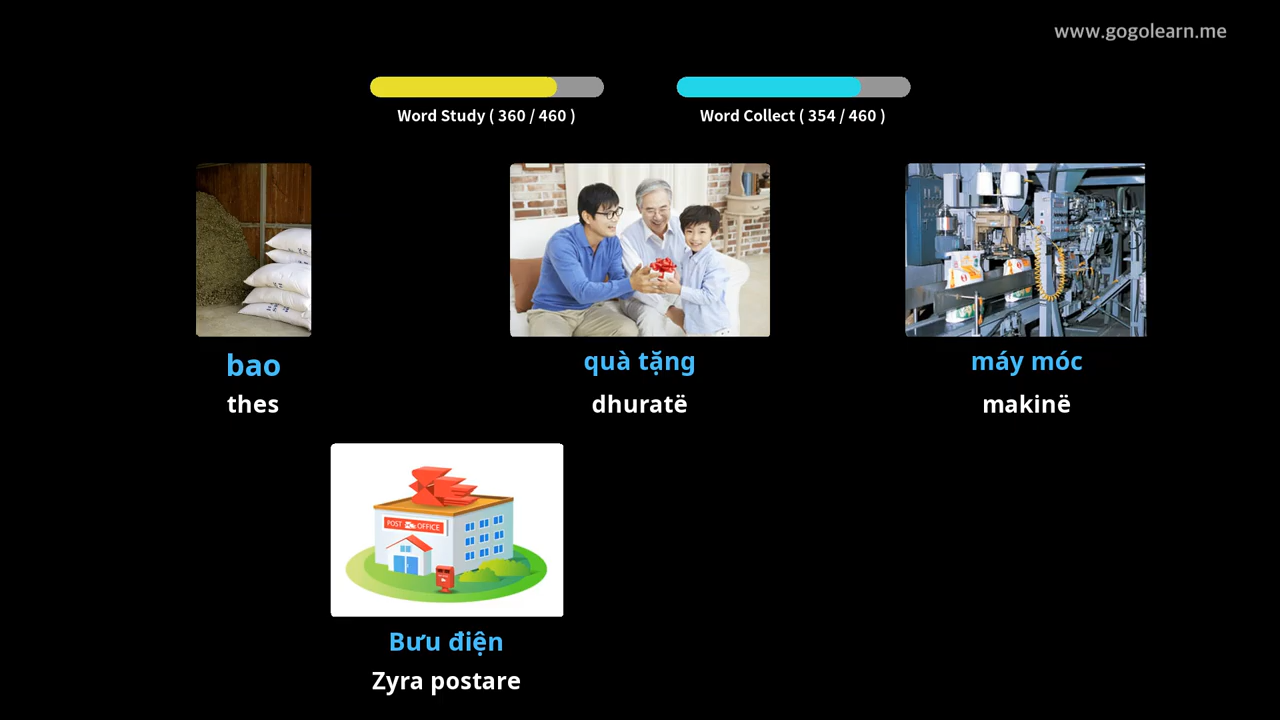 www.gogolearn.me
Word Study ( 360 / 460 )
Word Collect ( 354 / 460 )
bao
thes
quà tặng
dhuratë
máy móc
makinë
POST OFFICE
Bưu điện
Zyra postare